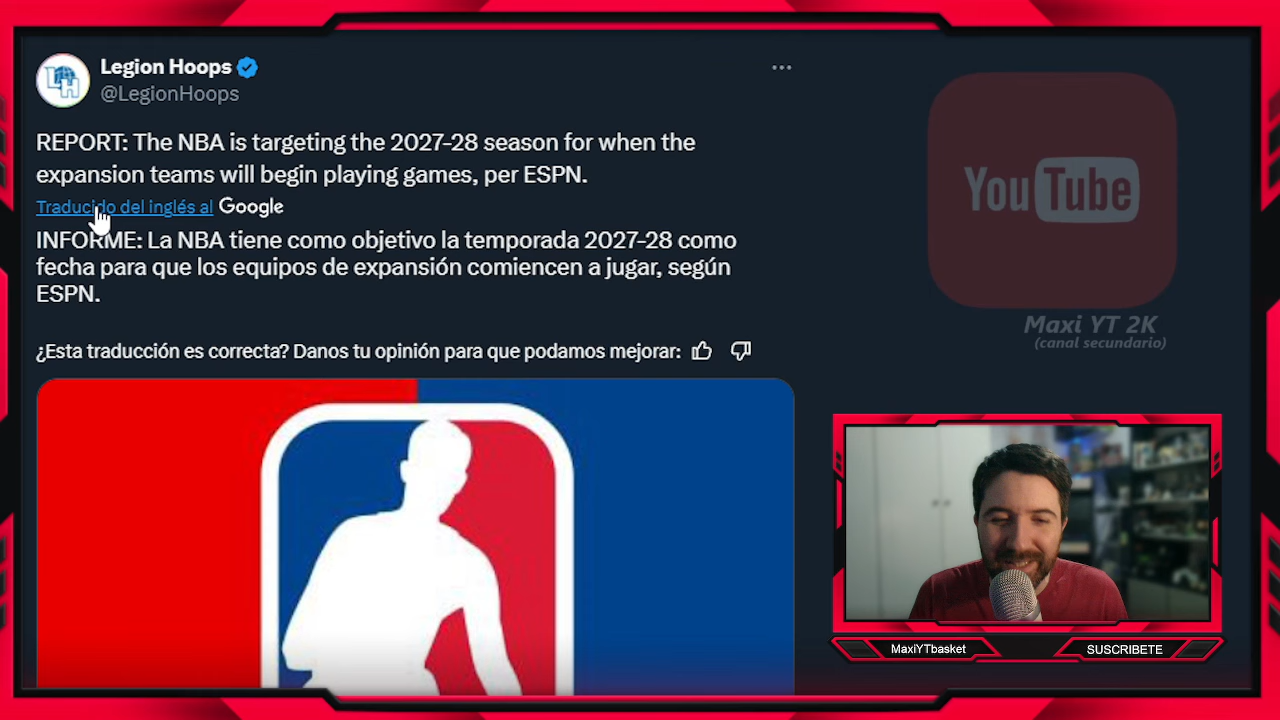 Legion Hoops
@LegionHoops
REPORT: The NBA is targeting the 2027-28 season for when the
expansion teams will begin playing games, per ESPN.
Traducido del inglés al Google
INFORME: La NBA tiene como objetivo la temporada 2027-28 como
fecha para que los equipos de expansión comiencen a jugar, según
ESPN.
¿Esta traducción es correcta? Danos tu opinión para que podamos mejorar:
YouTube
Maxi YT 2K
(canal secundario)
MaxiYTbasket
SUSCRIBETE